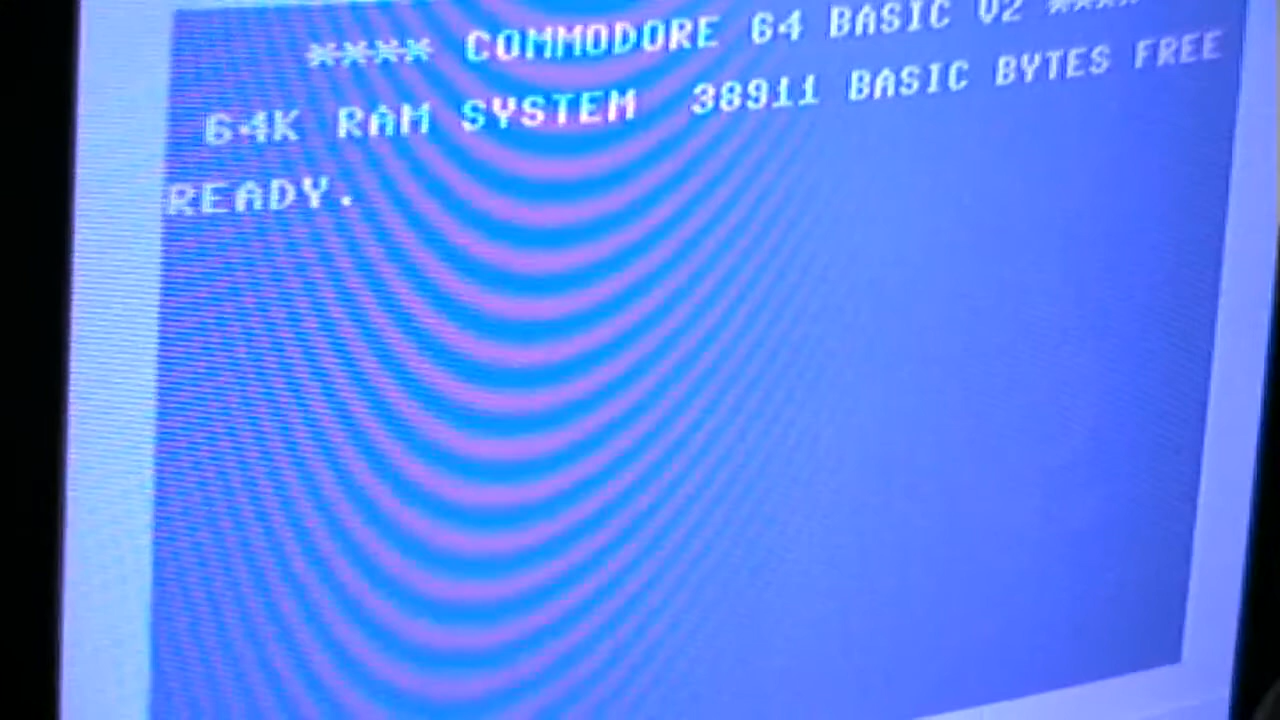 **** COMMODORE 64 BASIC V2 ****
64K RAM SYSTEM  38911 BASIC BYTES FREE
READY.